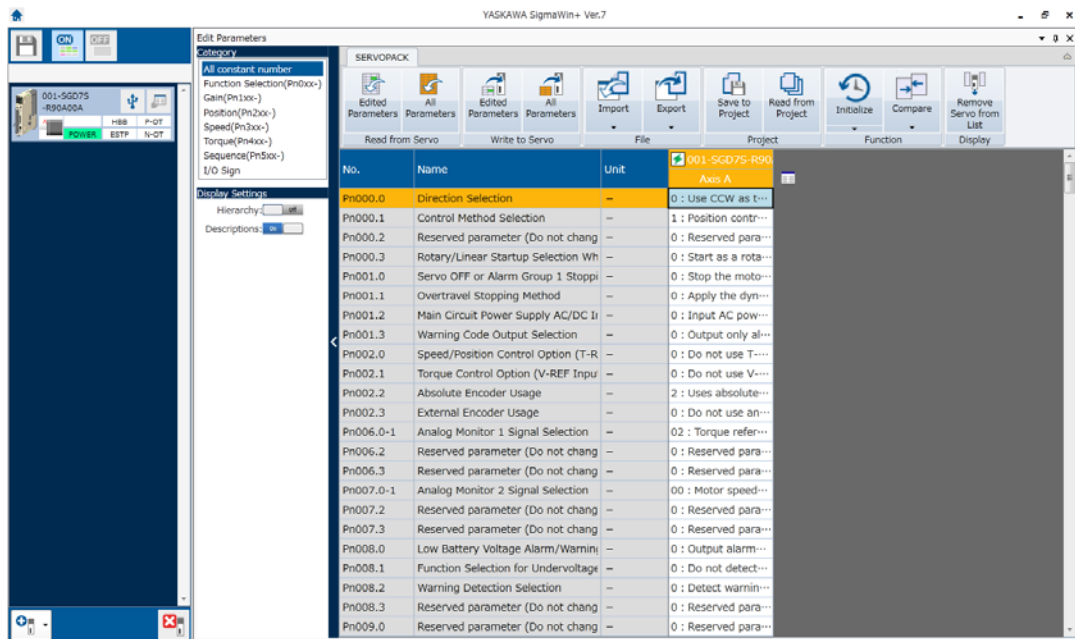 YASKAWA SigmaWin+ Ver.7
ON
OFF
Edit Parameters
001-SGD7S
-R90A00A
HBB
P-OT
POWER
ESTP
N-OT
Category
All constant number
Function Selection(Pn0xx-)
Gain(Pn1xx-)
Position(Pn2xx-)
Speed(Pn3xx-)
Torque(Pn4xx-)
Sequence(Pn5xx-)
I/O Sign
Display Settings
Hierarchy: Off
Descriptions: On
SERVOPACK
Edited Parameters
All Parameters
Read from Servo
Edited Parameters
All Parameters
Write to Servo
Import
Export
File
Save to Project
Read from Project
Project
Initialize
Compare
Function
Remove Servo from List
Display
No. Name Unit 001-SGD7S-R90
Axis A
Pn000.0 Direction Selection − 0 : Use CCW as t···
Pn000.1 Control Method Selection − 1 : Position contr···
Pn000.2 Reserved parameter (Do not chang − 0 : Reserved para···
Pn000.3 Rotary/Linear Startup Selection Wh − 0 : Start as a rota···
Pn001.0 Servo OFF or Alarm Group 1 Stoppi − 0 : Stop the moto···
Pn001.1 Overtravel Stopping Method − 0 : Apply the dyn···
Pn001.2 Main Circuit Power Supply AC/DC I − 0 : Input AC pow···
Pn001.3 Warning Code Output Selection − 0 : Output only al···
Pn002.0 Speed/Position Control Option (T-R − 0 : Do not use T-···
Pn002.1 Torque Control Option (V-REF Input − 0 : Do not use V-···
Pn002.2 Absolute Encoder Usage − 2 : Uses absolute···
Pn002.3 External Encoder Usage − 0 : Do not use an···
Pn006.0-1 Analog Monitor 1 Signal Selection − 02 : Torque refer···
Pn006.2 Reserved parameter (Do not chang − 0 : Reserved para···
Pn006.3 Reserved parameter (Do not chang − 0 : Reserved para···
Pn007.0-1 Analog Monitor 2 Signal Selection − 00 : Motor speed···
Pn007.2 Reserved parameter (Do not chang − 0 : Reserved para···
Pn007.3 Reserved parameter (Do not chang − 0 : Reserved para···
Pn008.0 Low Battery Voltage Alarm/Warning − 0 : Output alarm···
Pn008.1 Function Selection for Undervoltage − 0 : Do not detect···
Pn008.2 Warning Detection Selection − 0 : Detect warnin···
Pn008.3 Reserved parameter (Do not chang − 0 : Reserved para···
Pn009.0 Reserved parameter (Do not chang − 0 : Reserved para···